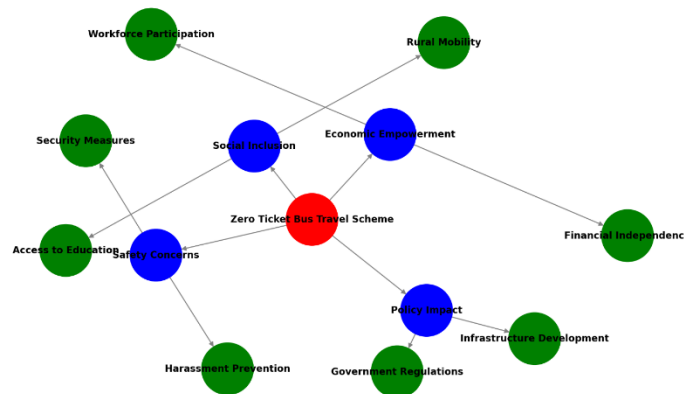 Workforce Participation
Rural Mobility
Security Measures
Social Inclusion
Economic Empowerment
Zero Ticket Bus Travel Scheme
Financial Independenc
Access to Education
Safety Concerns
Policy Impact
Infrastructure Development
Harassment Prevention
Government Regulations